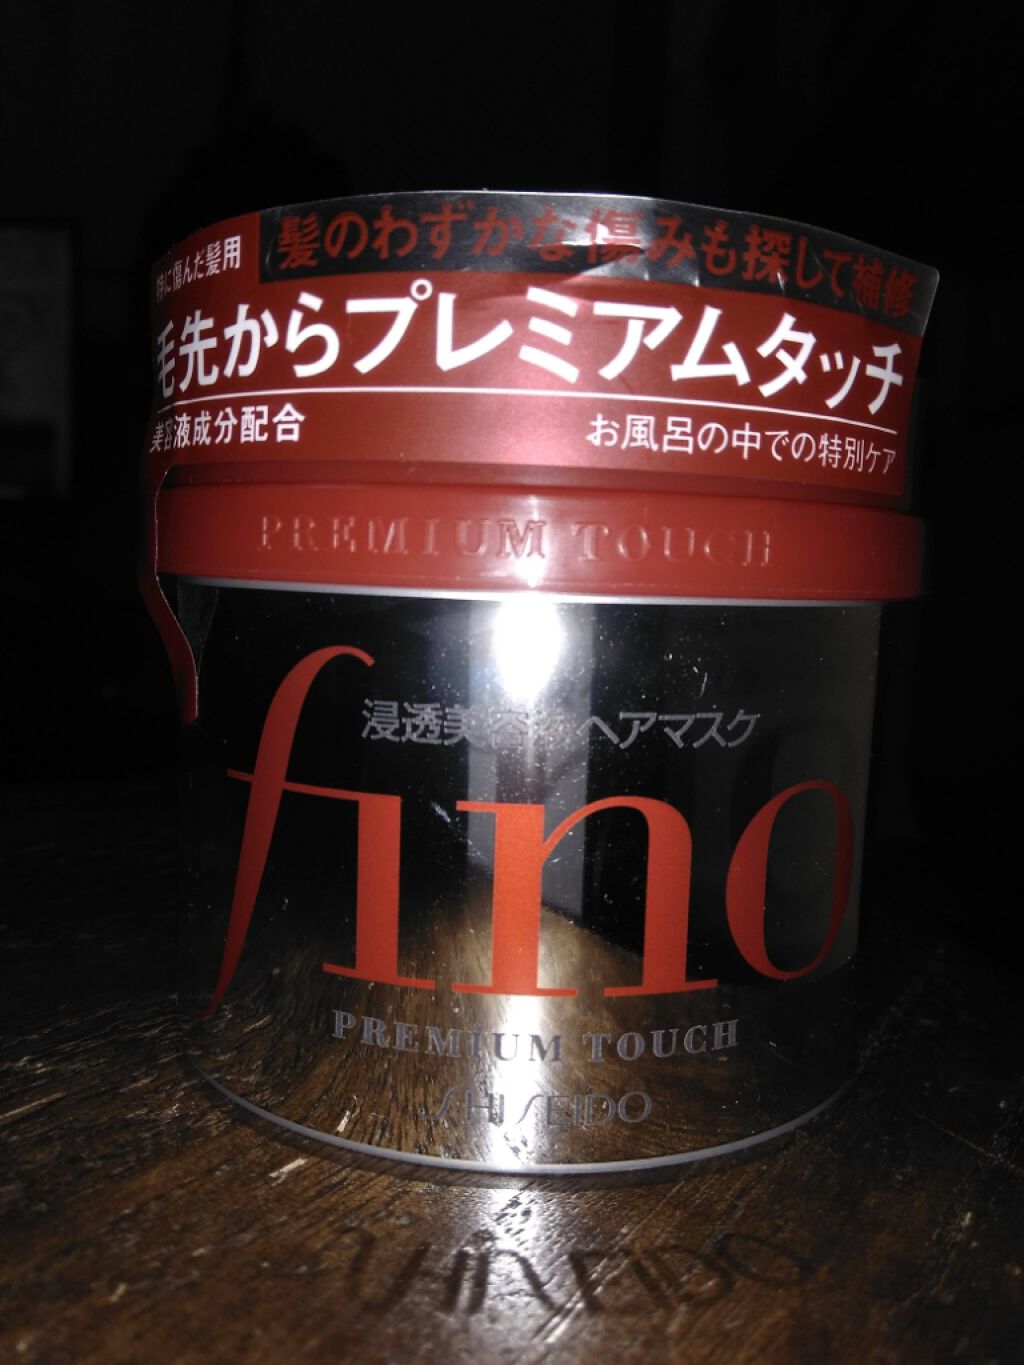 髪のわずかな傷みも探して補修
特に傷んだ髪用
毛先からプレミアムタッチ
美容液成分配合
お風呂の中での特別ケア
PREMIUM TOUCH
浸透美容液ヘアマスク
fino
PREMIUM TOUCH
SHISEIDO